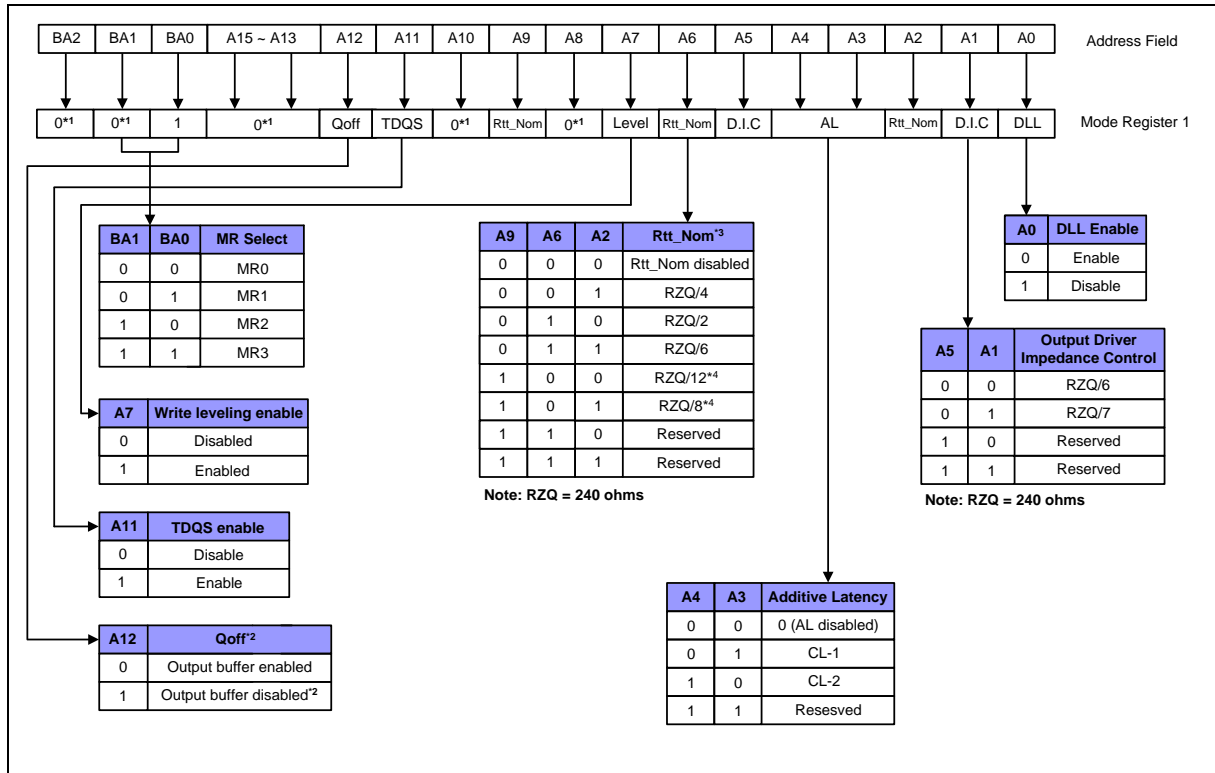 BA2 BA1 BA0 A15 ~ A13 A12 A11 A10 A9 A8 A7 A6 A5 A4 A3 A2 A1 A0 Address Field
0*1 0*1 1 0*1 Qoff TDQS 0*1 Rtt_Nom 0*1 Level Rtt_Nom D.I.C AL Rtt_Nom D.I.C DLL Mode Register 1
BA1 BA0 MR Select
0 0 MR0
0 1 MR1
1 0 MR2
1 1 MR3
A7 Write leveling enable
0 Disabled
1 Enabled
A11 TDQS enable
0 Disable
1 Enable
A12 Qoff*2
0 Output buffer enabled
1 Output buffer disabled*2
A9 A6 A2 Rtt_Nom*3
0 0 0 Rtt_Nom disabled
0 0 1 RZQ/4
0 1 0 RZQ/2
0 1 1 RZQ/6
1 0 0 RZQ/12*4
1 0 1 RZQ/8*4
1 1 0 Reserved
1 1 1 Reserved
Note: RZQ = 240 ohms
A0 DLL Enable
0 Enable
1 Disable
A5 A1 Output Driver
Impedance Control
0 0 RZQ/6
0 1 RZQ/7
1 0 Reserved
1 1 Reserved
Note: RZQ = 240 ohms
A4 A3 Additive Latency
0 0 0 (AL disabled)
0 1 CL-1
1 0 CL-2
1 1 Resesved